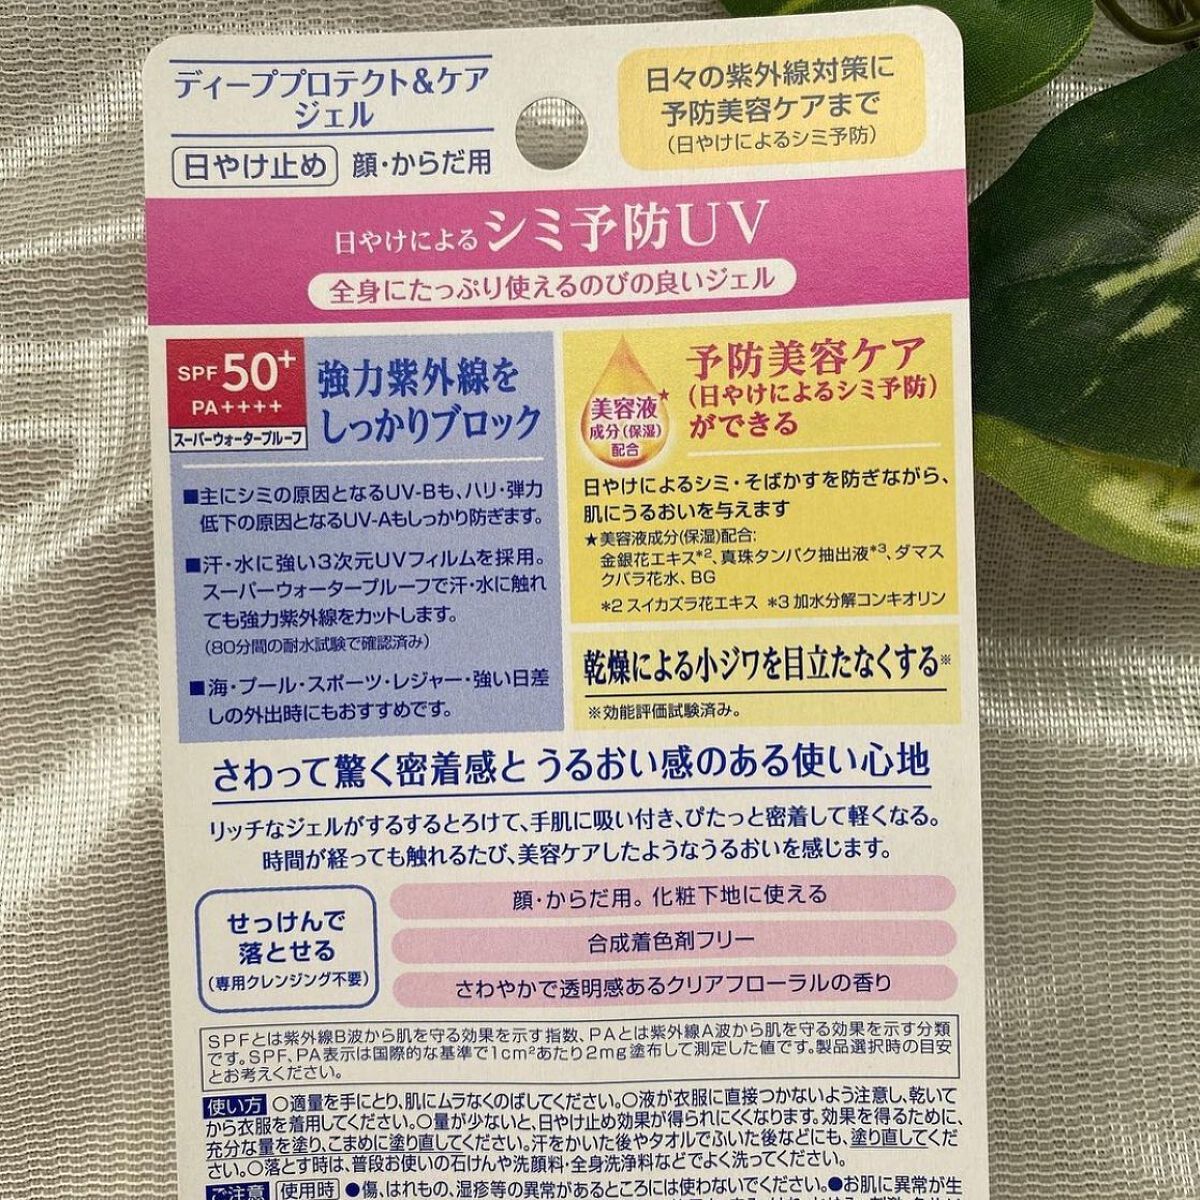 ディーププロテクト&ケア
ジェル
日やけ止め 顔・からだ用
日々の紫外線対策に
予防美容ケアまで
(日やけによるシミ予防)
日やけによるシミ予防UV
全身にたっぷり使えるのびの良いジェル
SPF50+
PA++++
スーパーウォータープルーフ
強力紫外線を
しっかりブロック
■主にシミの原因となるUV-Bも、ハリ・弾力
低下の原因となるUV-Aもしっかり防ぎます。
■汗・水に強い3次元UVフィルムを採用。
スーパーウォータープルーフで汗・水に触れ
ても強力紫外線をカットします。
(80分間の耐水試験で確認済み)
■海・プール・スポーツ・レジャー・強い日差
しの外出時にもおすすめです。
美容液★
成分(保湿)
配合
予防美容ケア
(日やけによるシミ予防)
ができる
日やけによるシミ・そばかすを防ぎながら、
肌にうるおいを与えます
★美容液成分(保湿)配合:
金銀花エキス*2、真珠タンパク抽出液*3、ダマス
クバラ花水、BG
*2 スイカズラ花エキス *3 加水分解コンキオリン
乾燥による小ジワを目立たなくする※
※効能評価試験済み。
さわって驚く密着感とうるおい感のある使い心地
リッチなジェルがするするとろけて、手肌に吸い付き、ぴたっと密着して軽くなる。
時間が経っても触れるたび、美容ケアしたようなうるおいを感じます。
せっけんで
落とせる
(専用クレンジング不要)
顔・からだ用。化粧下地に使える
合成着色剤フリー
さわやかで透明感あるクリアフローラルの香り
SPFとは紫外線B波から肌を守る効果を示す指数、PAとは紫外線A波から肌を守る効果を示す分類
です。SPF、PA表示は国際的な基準で1cm²あたり2mg塗布して測定した値です。製品選択時の目安
とお考えください。
使い方 ○適量を手にとり、肌にムラなくのばしてください。○液が衣服に直接つかないよう注意し、乾いて
から衣服を着用してください。○量が少ないと、日やけ止め効果が得られにくくなります。効果を得るために、
充分な量を塗り、こまめに塗り直してください。汗をかいた後やタオルでふいた後などにも、塗り直してくだ
さい。○落とす時は、普段お使いの石けんや洗顔料・全身洗浄料などでよく洗ってください。
ご注意 使用時 ●傷、はれもの、湿疹等の異常があるところには使わないでください。●お肌に異常が生